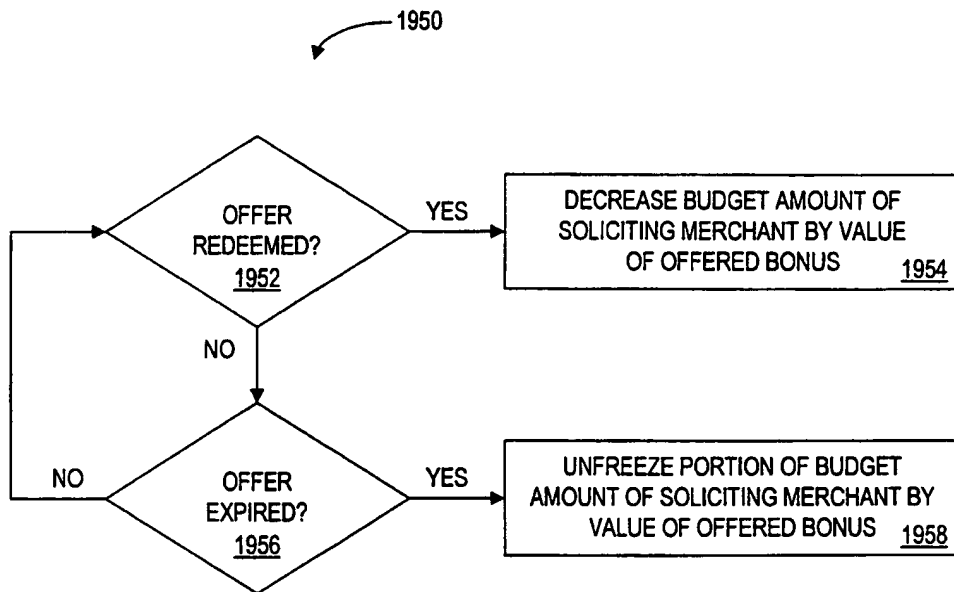 1950
OFFER
REDEEMED?
1952
YES
DECREASE BUDGET AMOUNT OF
SOLICITING MERCHANT BY VALUE
OF OFFERED BONUS
1954
NO
OFFER
EXPIRED?
1956
NO
YES
UNFREEZE PORTION OF BUDGET
AMOUNT OF SOLICITING MERCHANT BY
VALUE OF OFFERED BONUS
1958